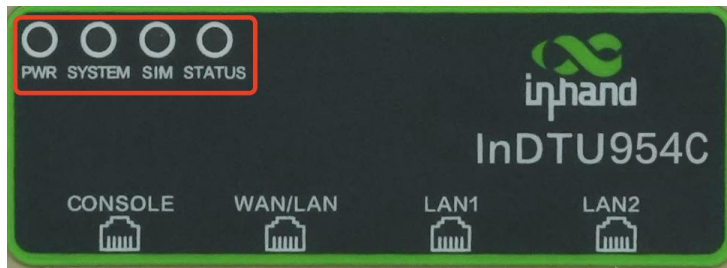 PWR SYSTEM SIM STATUS
inhand
InDTU954C
CONSOLE WAN/LAN LAN1 LAN2